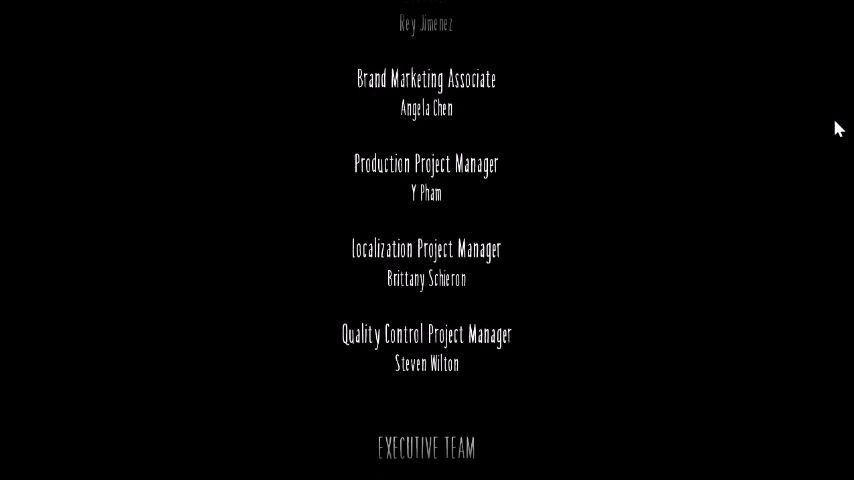 Rey Jimenez
Brand Marketing Associate
Angela Chen
Production Project Manager
Y Pham
Localization Project Manager
Brittany Schieron
Quality Control Project Manager
Steven Wilton
EXECUTIVE TEAM